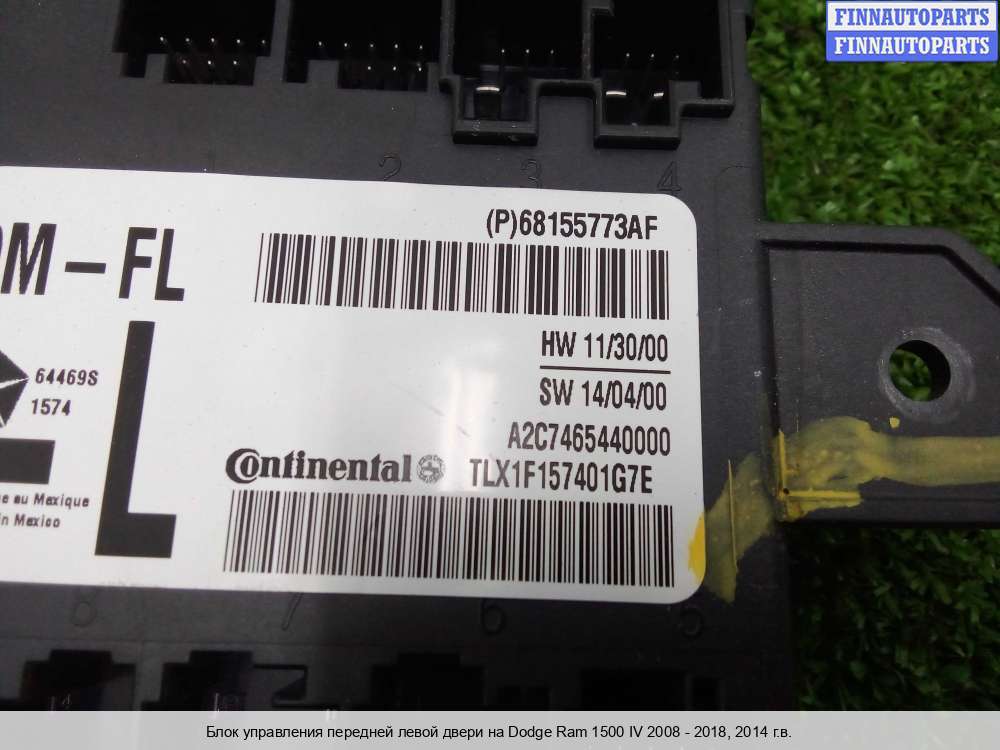 FINNAUTOPARTS
FINNAUTOPARTS
1 2 3 4
(P)68155773AF
DM-FL
HW 11/30/00
64469S
SW 14/04/00
1574
L
A2C7465440000
Continental TLX1F157401G7E
au Mexique
in Mexico
8 7 6 5
Блок управления передней левой двери на Dodge Ram 1500 IV 2008 - 2018, 2014 г.в.